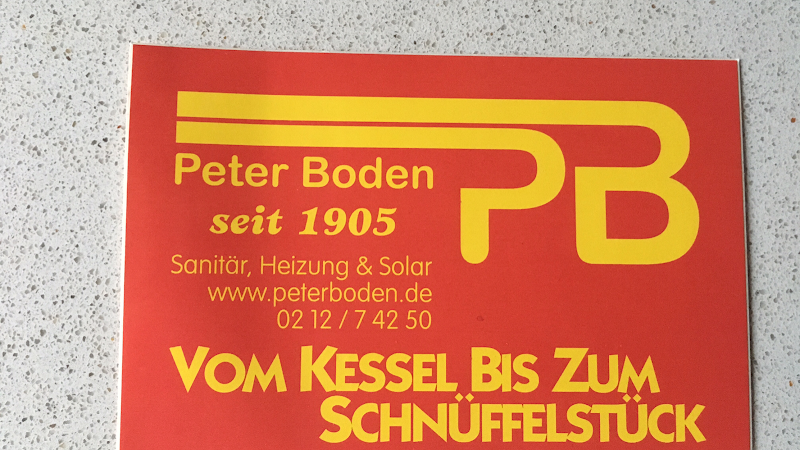 PB
Peter Boden
seit 1905
Sanitär, Heizung & Solar
www.peterboden.de
02 12 / 7 42 50
VOM KESSEL BIS ZUM
SCHNÜFFELSTÜCK